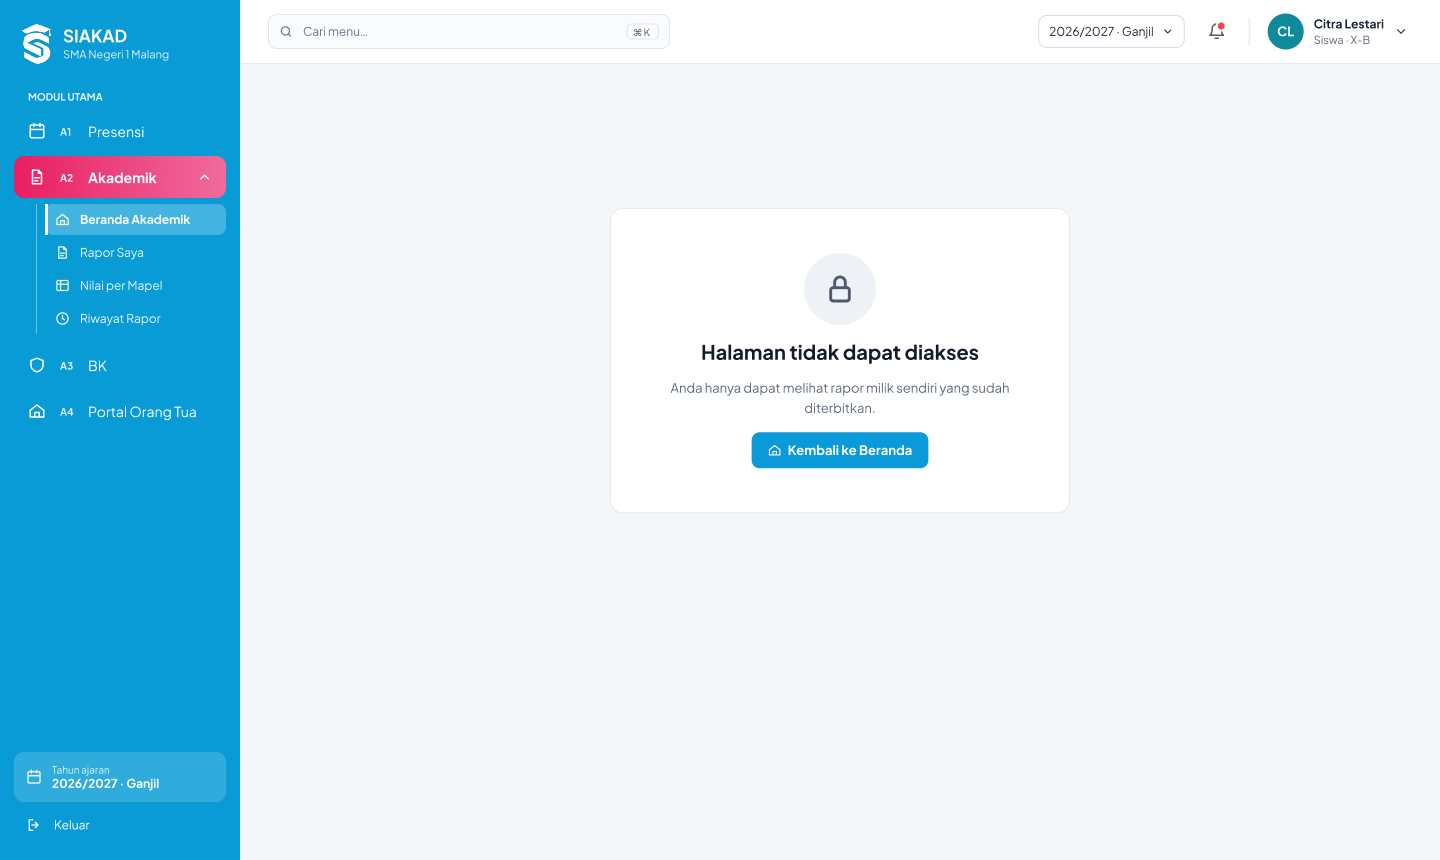 SIAKAD
SMA Negeri 1 Malang
MODUL UTAMA
A1 Presensi
A2 Akademik
Beranda Akademik
Rapor Saya
Nilai per Mapel
Riwayat Rapor
A3 BK
A4 Portal Orang Tua
Tahun ajaran
2026/2027 · Ganjil
Keluar
Cari menu...
⌘K
2026/2027 · Ganjil
CL
Citra Lestari
Siswa · X-B
Halaman tidak dapat diakses
Anda hanya dapat melihat rapor milik sendiri yang sudah
diterbitkan.
Kembali ke Beranda